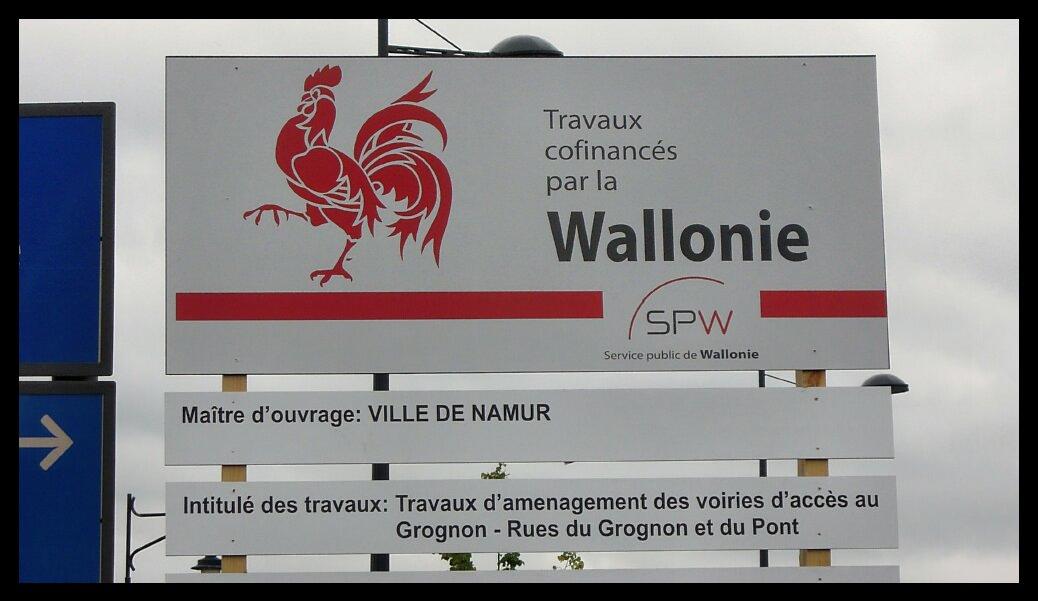 Travaux
cofinancés
par la
Wallonie
SPW
Service public de Wallonie
Maître d'ouvrage: VILLE DE NAMUR
Intitulé des travaux: Travaux d'amenagement des voiries d'accès au
Grognon - Rues du Grognon et du Pont